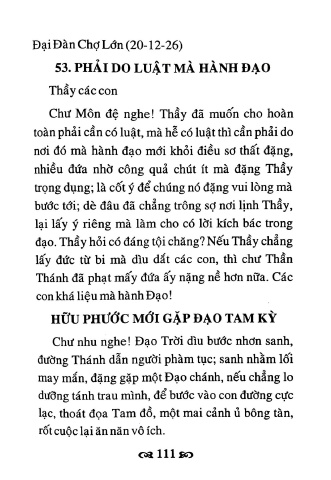 Đại Đàn Chợ Lớn (20-12-26)
53. PHẢI DO LUẬT MÀ HÀNH ĐẠO
Thầy các con
Chư Môn đệ nghe! Thầy đã muốn cho hoàn
toàn phải cần có luật, mà hễ có luật thì cần phải do
nơi đó mà hành đạo mới khỏi điều sơ thất đặng,
nhiều đứa nhờ công quả chút ít mà đặng Thầy
trọng dụng; là cốt ý để chúng nó đặng vui lòng mà
bước tới; dè đâu đã chẳng trông sợ nơi lịnh Thầy,
lại lấy ý riêng mà làm cho có lời kích bác trong
đạo. Thầy hỏi có đáng tội chăng? Nếu Thầy chẳng
lấy đức từ bi mà dìu dắt các con, thì chư Thần
Thánh đã phạt mấy đứa ấy nặng nề hơn nữa. Các
con khá liệu mà hành Đạo!
HỮU PHƯỚC MỚI GẶP ĐẠO TAM KỲ
Chư nhu nghe! Đạo Trời dìu bước nhơn sanh,
đường Thánh dẫn người phàm tục; sanh nhằm lối
may mắn, đặng gặp một Đạo chánh, nếu chẳng lo
dưỡng tánh trau mình, để bước vào con đường cực
lạc, thoát đọa Tam đồ, một mai cảnh ủ bông tàn,
rốt cuộc lại ăn năn vô ích.
111